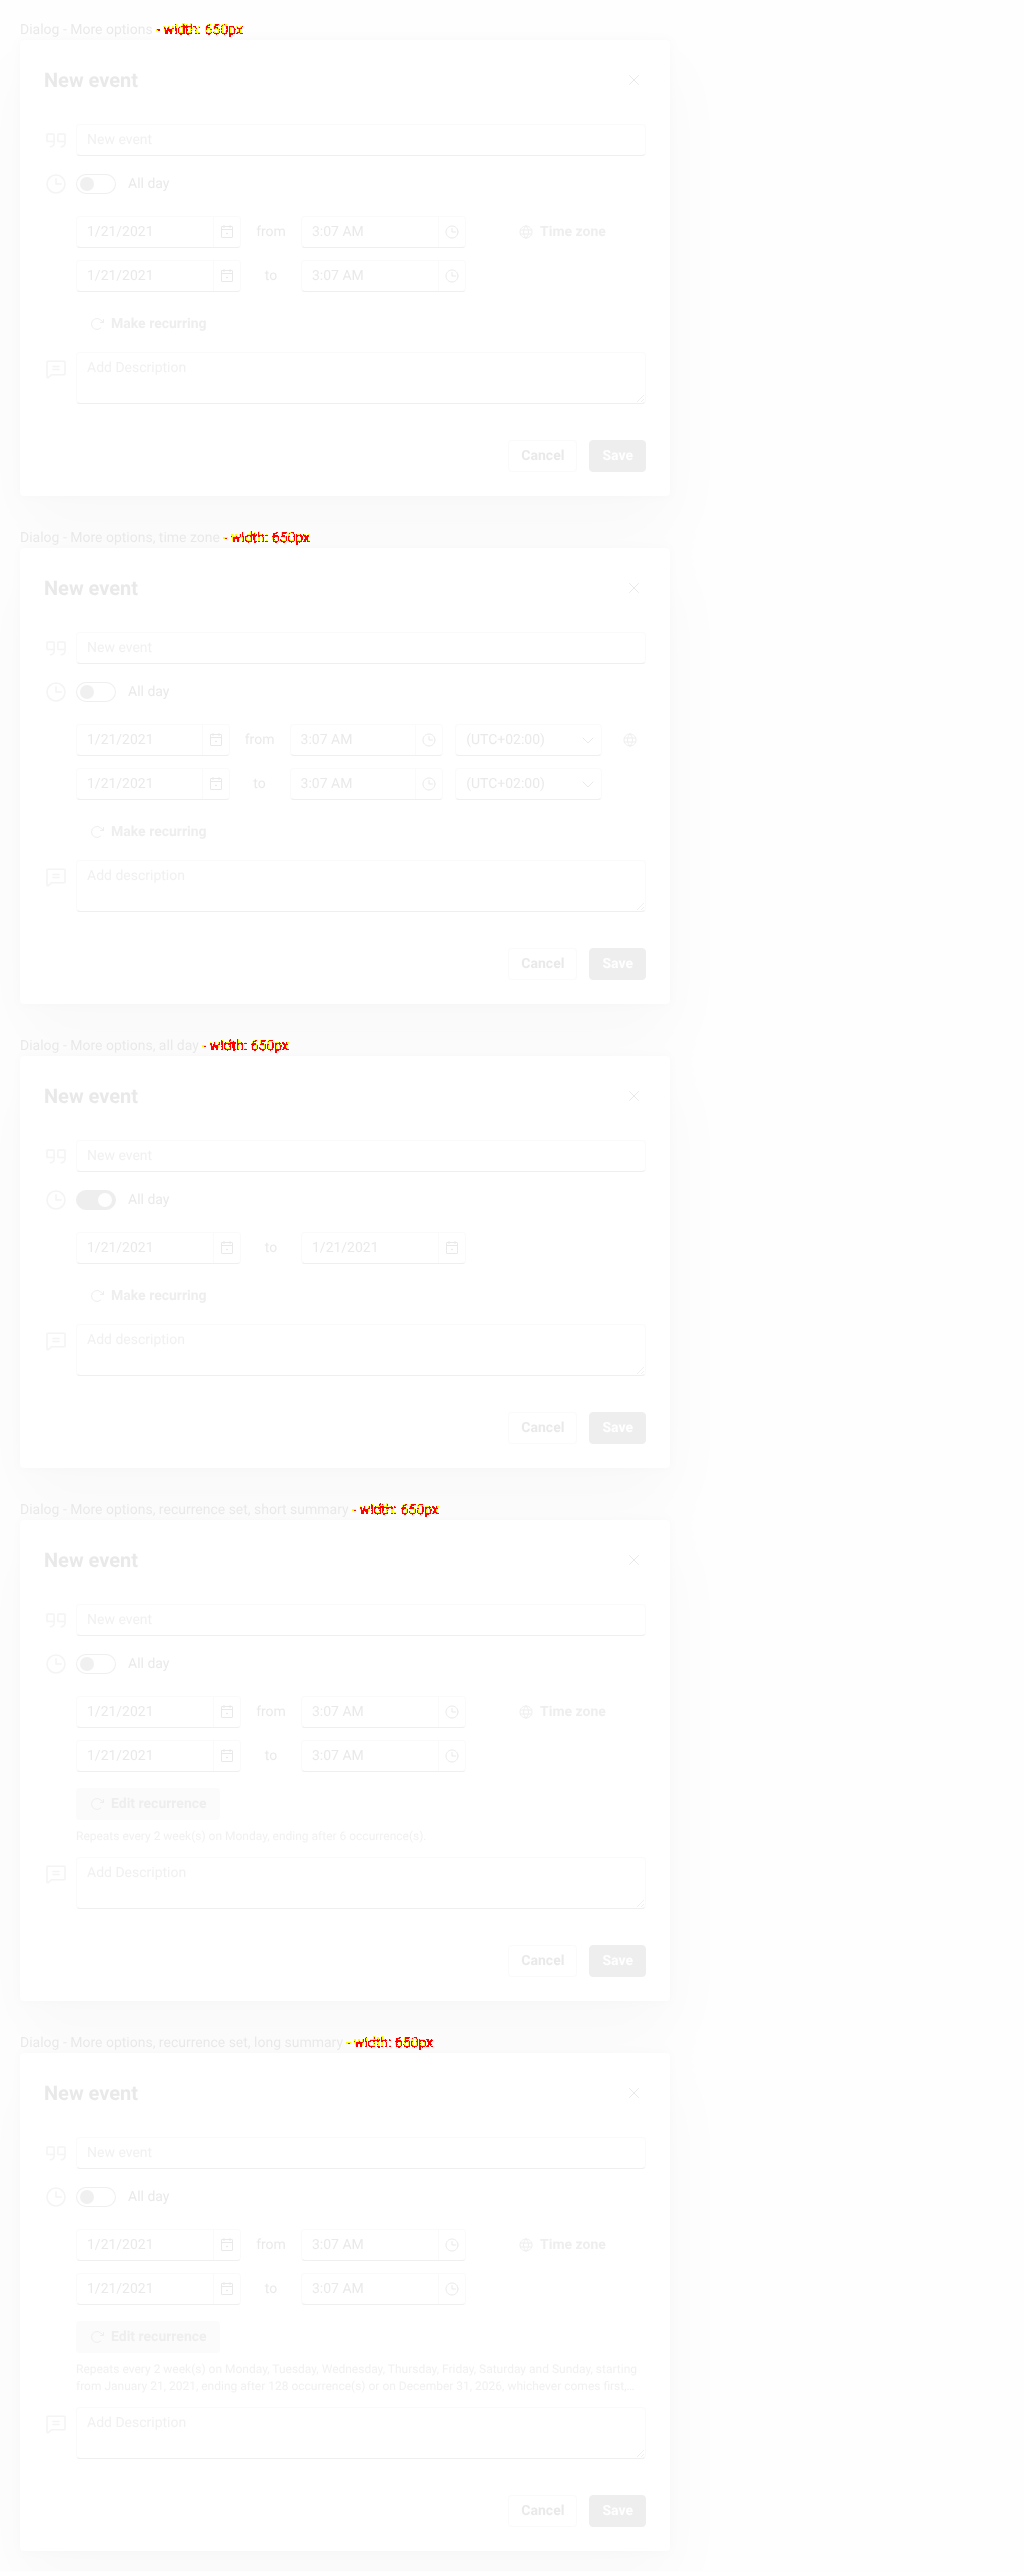 Dialog - More options - width: 650px
New event
New event
All day
1/21/2021 from 3:07 AM Time zone
1/21/2021 to 3:07 AM
Make recurring
Add Description
Cancel Save
Dialog - More options, time zone - width: 650px
New event
New event
All day
1/21/2021 from 3:07 AM (UTC+02:00)
1/21/2021 to 3:07 AM (UTC+02:00)
Make recurring
Add description
Cancel Save
Dialog - More options, all day - width: 650px
New event
New event
All day
1/21/2021 to 1/21/2021
Make recurring
Add description
Cancel Save
Dialog - More options, recurrence set, short summary - width: 650px
New event
New event
All day
1/21/2021 from 3:07 AM Time zone
1/21/2021 to 3:07 AM
Edit recurrence
Repeats every 2 week(s) on Monday, ending after 6 occurrence(s).
Add Description
Cancel Save
Dialog - More options, recurrence set, long summary - width: 650px
New event
New event
All day
1/21/2021 from 3:07 AM Time zone
1/21/2021 to 3:07 AM
Edit recurrence
Repeats every 2 week(s) on Monday, Tuesday, Wednesday, Thursday, Friday, Saturday and Sunday, starting
from January 21, 2021, ending after 128 occurrence(s) or on December 31, 2026, whichever comes first,...
Add Description
Cancel Save